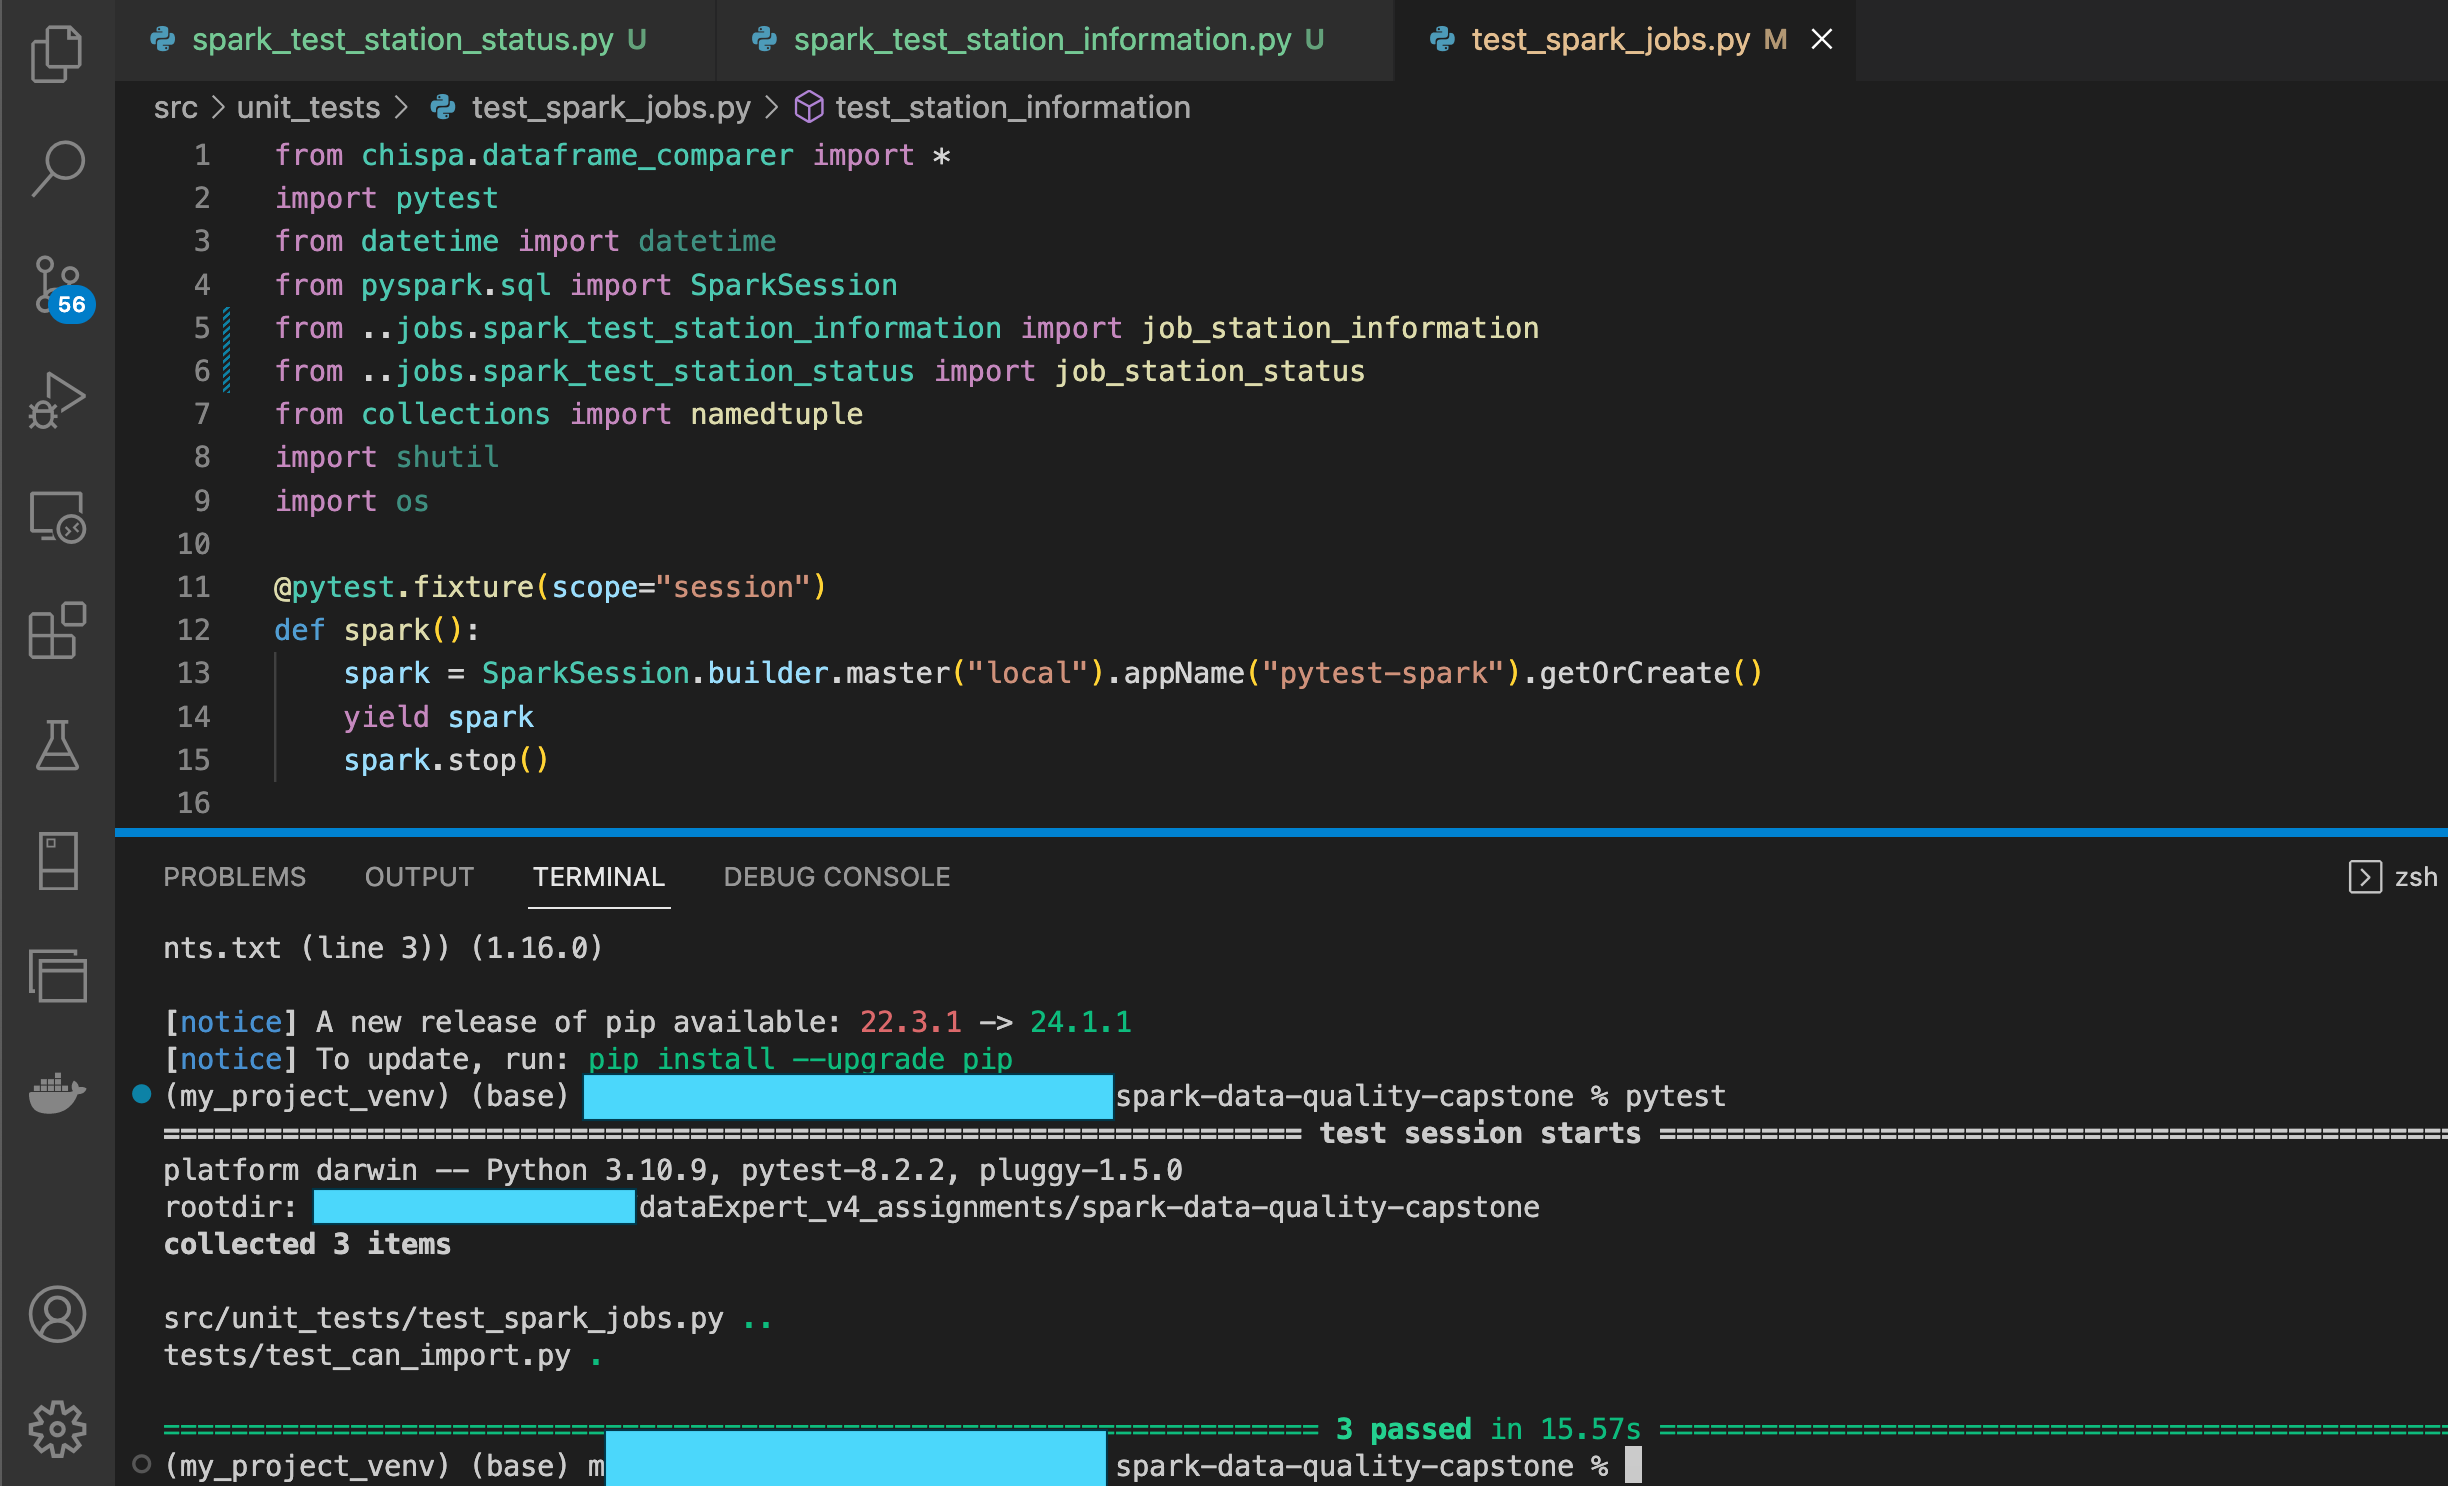 spark_test_station_status.py U spark_test_station_information.py U test_spark_jobs.py M
src > unit_tests > test_spark_jobs.py > test_station_information
1 from chispa.dataframe_comparer import *
2 import pytest
3 from datetime import datetime
4 from pyspark.sql import SparkSession
5 from ..jobs.spark_test_station_information import job_station_information
6 from ..jobs.spark_test_station_status import job_station_status
7 from collections import namedtuple
8 import shutil
9 import os
10
11 @pytest.fixture(scope="session")
12 def spark():
13     spark = SparkSession.builder.master("local").appName("pytest-spark").getOrCreate()
14     yield spark
15     spark.stop()
16
56
PROBLEMS OUTPUT TERMINAL DEBUG CONSOLE zsh
nts.txt (line 3)) (1.16.0)
[notice] A new release of pip available: 22.3.1 -> 24.1.1
[notice] To update, run: pip install --upgrade pip
(my_project_venv) (base) spark-data-quality-capstone % pytest
=================================================================== test session starts ===============================================
platform darwin -- Python 3.10.9, pytest-8.2.2, pluggy-1.5.0
rootdir: dataExpert_v4_assignments/spark-data-quality-capstone
collected 3 items
src/unit_tests/test_spark_jobs.py ..
tests/test_can_import.py .
==================================================================== 3 passed in 15.57s ===============================================
(my_project_venv) (base) m spark-data-quality-capstone %